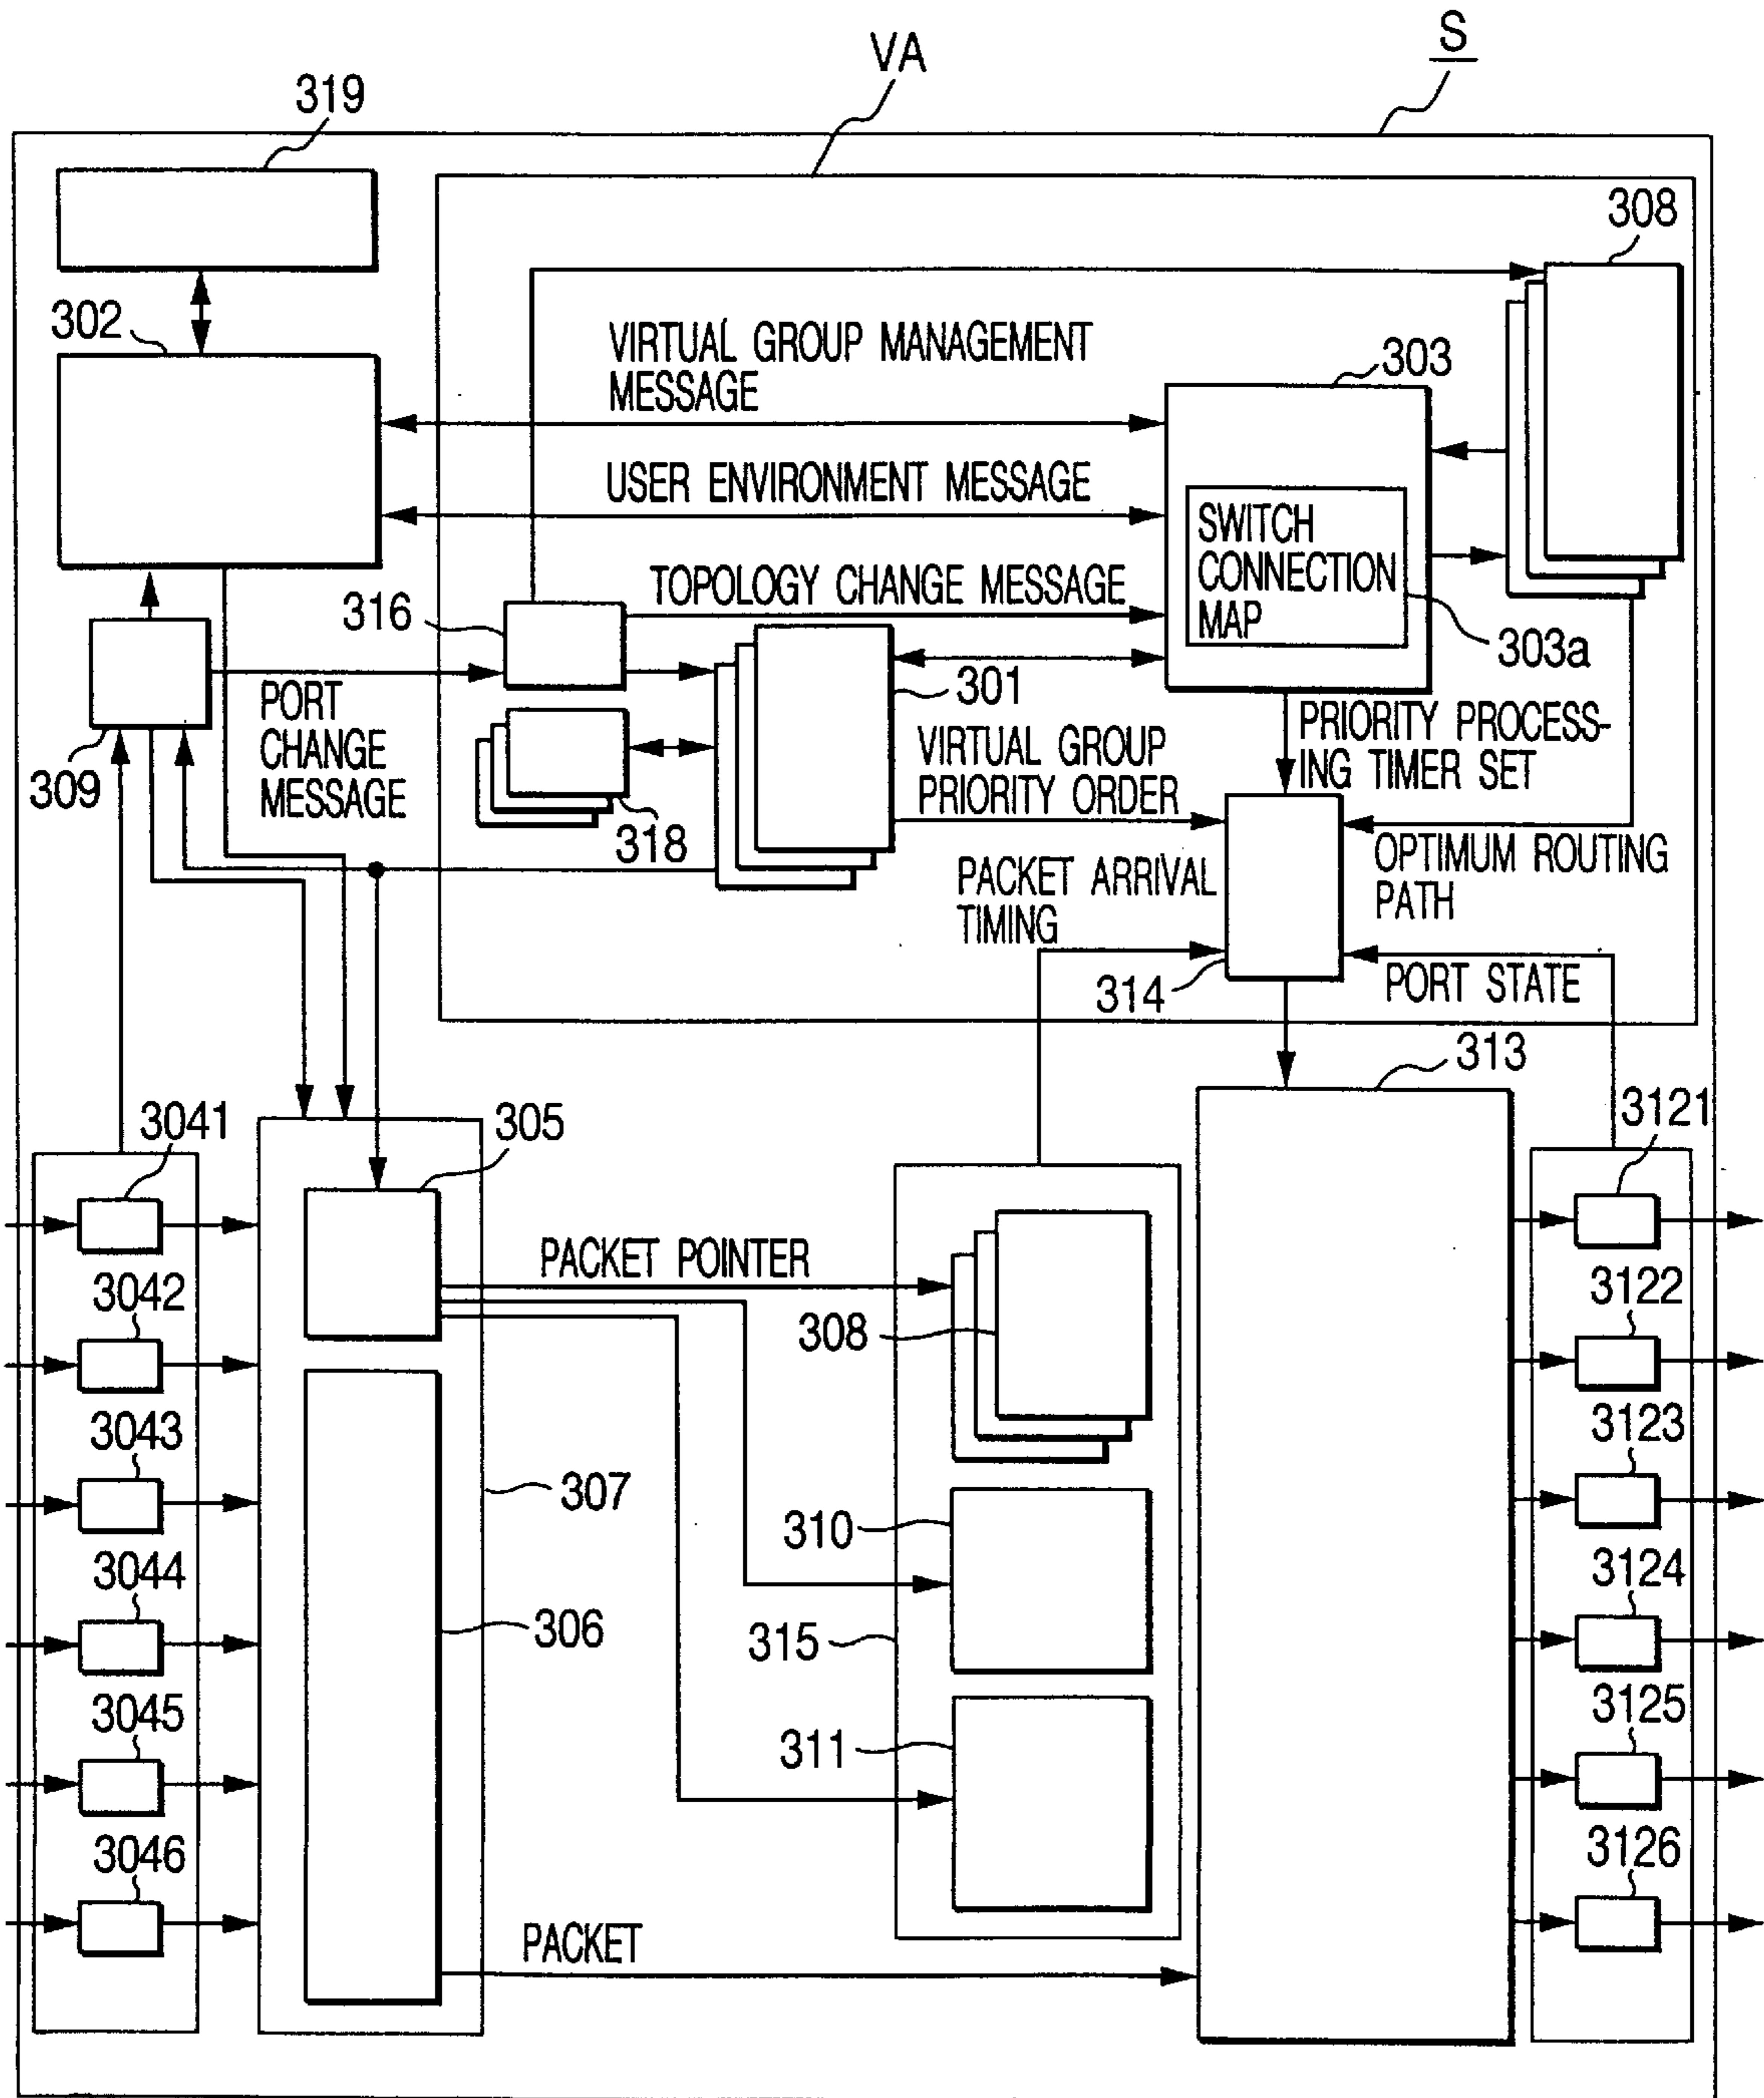 S
VA
319
308
302
VIRTUAL GROUP MANAGEMENT
MESSAGE
303
USER ENVIRONMENT MESSAGE
SWITCH
CONNECTION
MAP
303a
TOPOLOGY CHANGE MESSAGE
316
301
309
PORT
CHANGE
MESSAGE
318
VIRTUAL GROUP
PRIORITY ORDER
PRIORITY PROCESS-
ING TIMER SET
PACKET ARRIVAL
TIMING
OPTIMUM ROUTING
PATH
314
PORT STATE
313
3041
305
3121
PACKET POINTER
3042
308
3122
3043
307
310
3123
3044
306
315
3124
3045
311
3125
3046
PACKET
3126